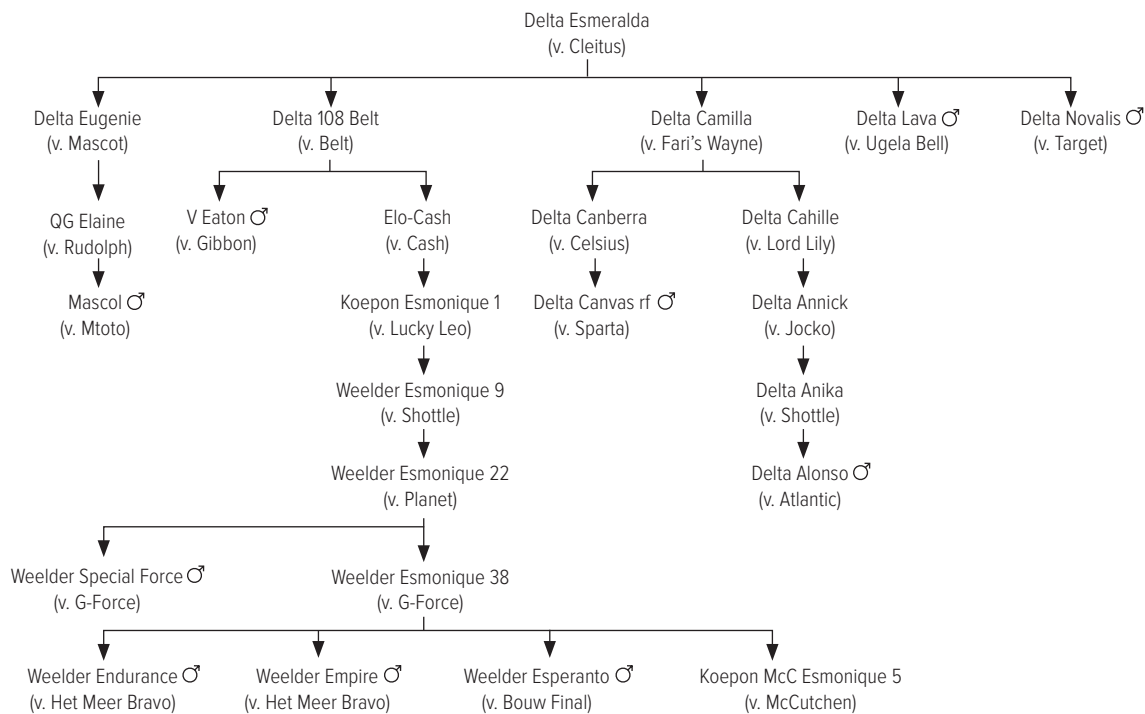 Delta Esmeralda
(v. Cleitus)
Delta Eugenie
(v. Mascot)
Delta 108 Belt
(v. Belt)
Delta Camilla
(v. Fari's Wayne)
Delta Lava ♂
(v. Ugela Bell)
Delta Novalis ♂
(v. Target)
QG Elaine
(v. Rudolph)
V Eaton ♂
(v. Gibbon)
Elo-Cash
(v. Cash)
Delta Canberra
(v. Celsius)
Delta Cahille
(v. Lord Lily)
Mascol ♂
(v. Mtoto)
Koepon Esmonique 1
(v. Lucky Leo)
Delta Canvas rf ♂
(v. Sparta)
Delta Annick
(v. Jocko)
Weelder Esmonique 9
(v. Shottle)
Delta Anika
(v. Shottle)
Weelder Esmonique 22
(v. Planet)
Delta Alonso ♂
(v. Atlantic)
Weelder Special Force ♂
(v. G-Force)
Weelder Esmonique 38
(v. G-Force)
Weelder Endurance ♂
(v. Het Meer Bravo)
Weelder Empire ♂
(v. Het Meer Bravo)
Weelder Esperanto ♂
(v. Bouw Final)
Koepon McC Esmonique 5
(v. McCutchen)